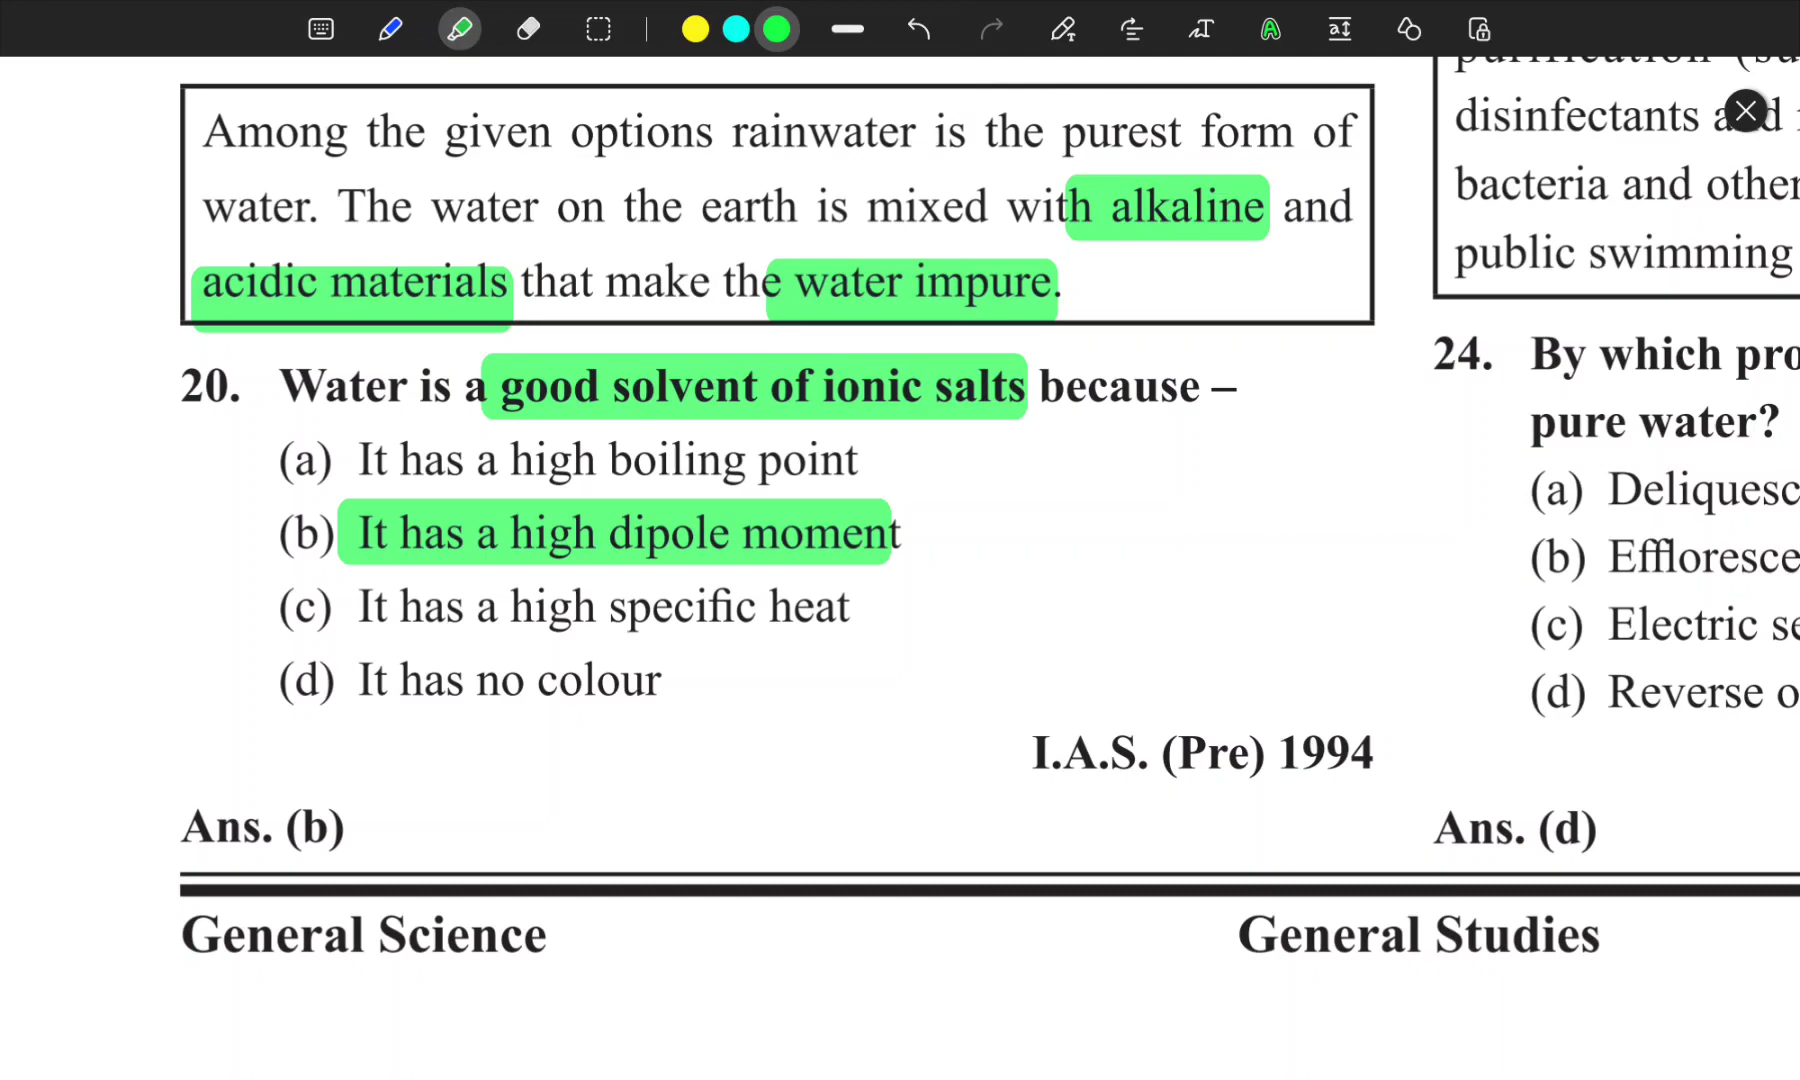 Among the given options rainwater is the purest form of
water. The water on the earth is mixed with alkaline and
acidic materials that make the water impure.
20. Water is a good solvent of ionic salts because –
(a) It has a high boiling point
(b) It has a high dipole moment
(c) It has a high specific heat
(d) It has no colour
I.A.S. (Pre) 1994
Ans. (b)
disinfectants
bacteria and other
public swimming
24. By which
pure water?
(a)
(b)
(c) Electric
(d) Reverse
Ans. (d)
General Science
General Studies